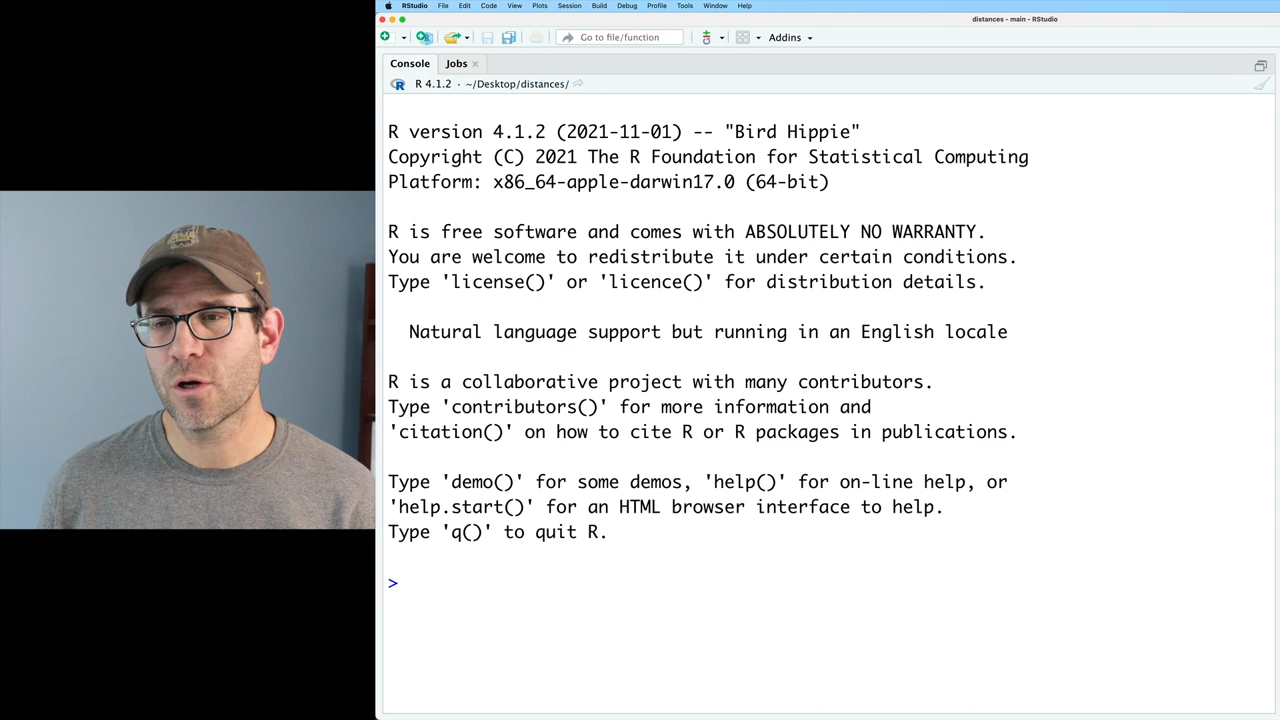 RStudio File Edit Code View Plots Session Build Debug Profile Tools Window Help
distances - main - RStudio
Go to file/function Addins
Console Jobs
R 4.1.2 · ~/Desktop/distances/
R version 4.1.2 (2021-11-01) -- "Bird Hippie"
Copyright (C) 2021 The R Foundation for Statistical Computing
Platform: x86_64-apple-darwin17.0 (64-bit)
R is free software and comes with ABSOLUTELY NO WARRANTY.
You are welcome to redistribute it under certain conditions.
Type 'license()' or 'licence()' for distribution details.
Natural language support but running in an English locale
R is a collaborative project with many contributors.
Type 'contributors()' for more information and
'citation()' on how to cite R or R packages in publications.
Type 'demo()' for some demos, 'help()' for on-line help, or
'help.start()' for an HTML browser interface to help.
Type 'q()' to quit R.
>